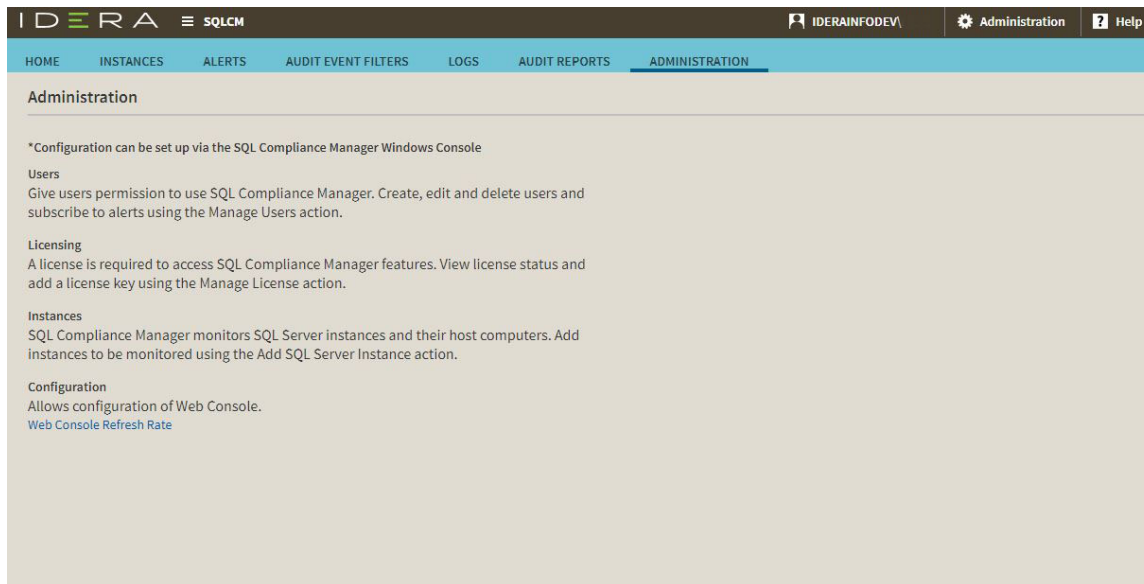 IDERA ≡ SQLCM IDERAINFODEV\ Administration ? Help
HOME INSTANCES ALERTS AUDIT EVENT FILTERS LOGS AUDIT REPORTS ADMINISTRATION
Administration
*Configuration can be set up via the SQL Compliance Manager Windows Console
Users
Give users permission to use SQL Compliance Manager. Create, edit and delete users and
subscribe to alerts using the Manage Users action.
Licensing
A license is required to access SQL Compliance Manager features. View license status and
add a license key using the Manage License action.
Instances
SQL Compliance Manager monitors SQL Server instances and their host computers. Add
instances to be monitored using the Add SQL Server Instance action.
Configuration
Allows configuration of Web Console.
Web Console Refresh Rate